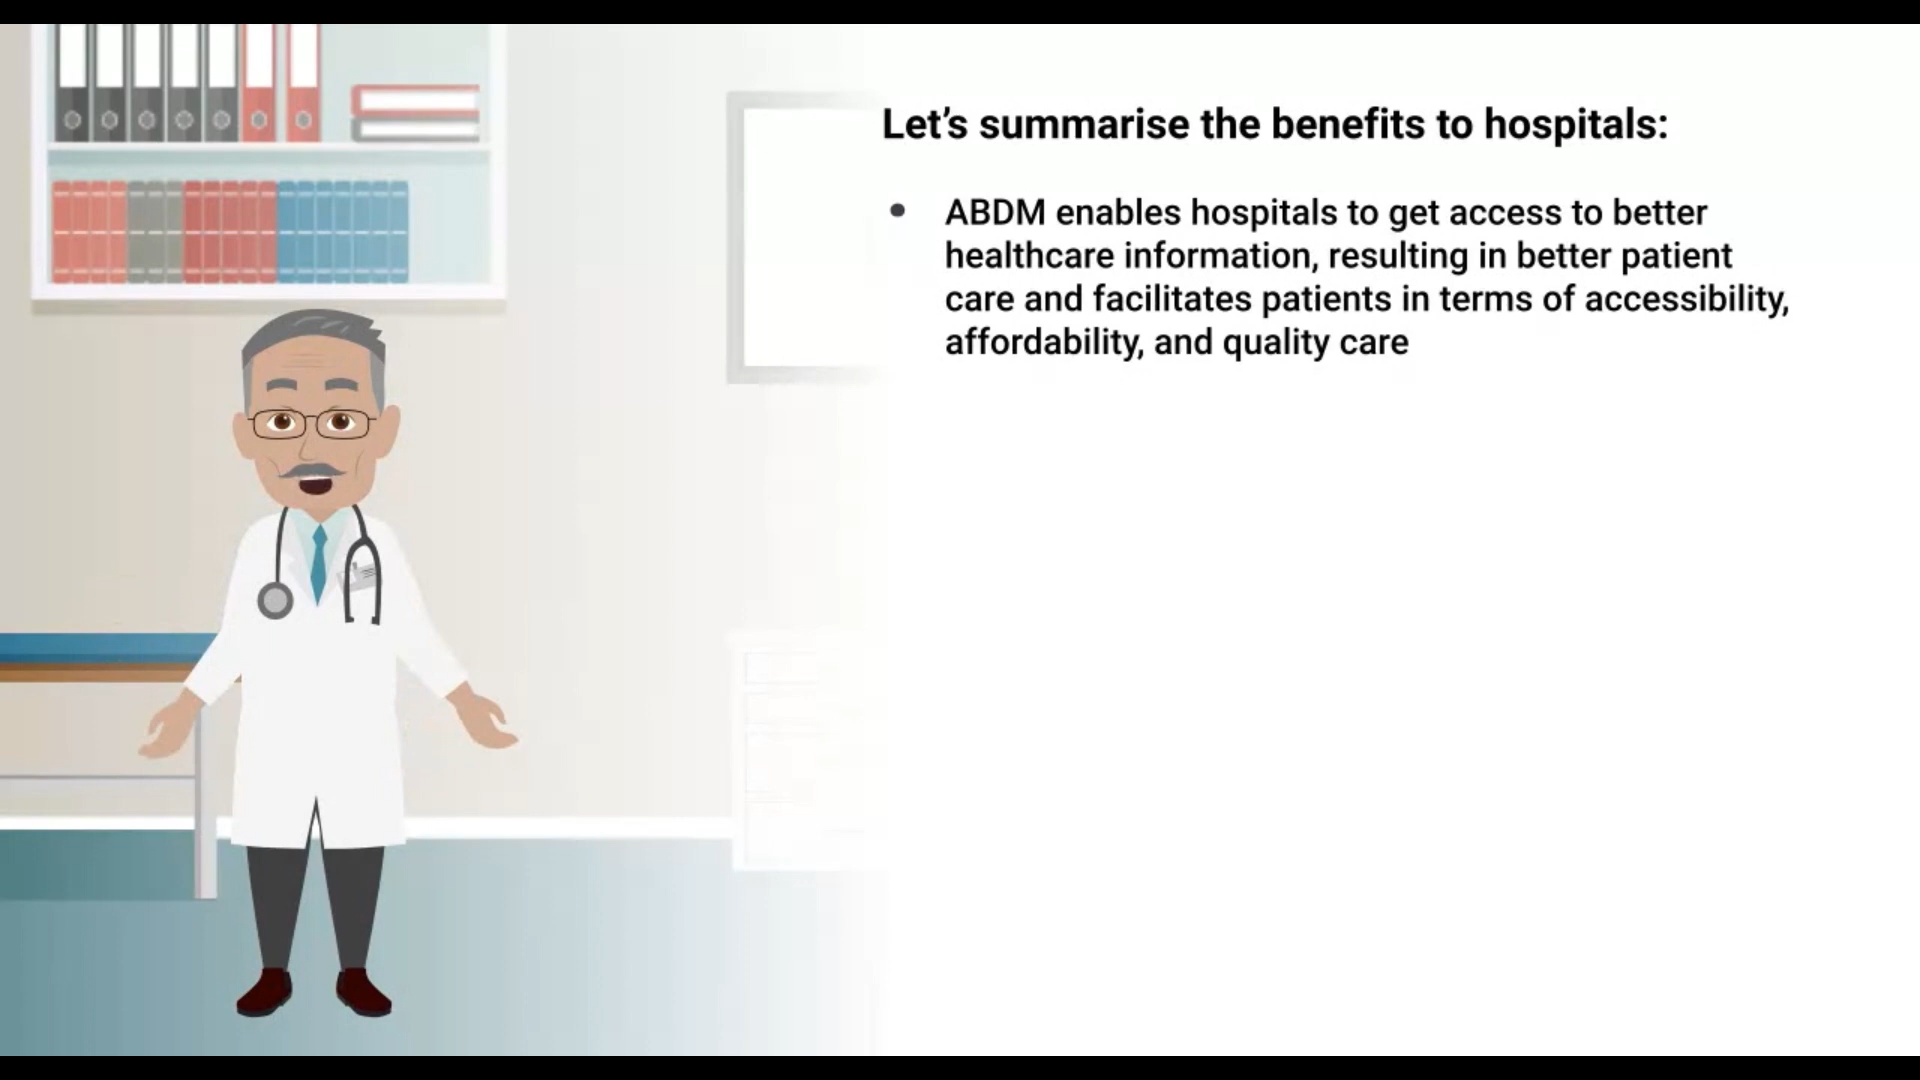 Let's summarise the benefits to hospitals:
• ABDM enables hospitals to get access to better
healthcare information, resulting in better patient
care and facilitates patients in terms of accessibility,
affordability, and quality care